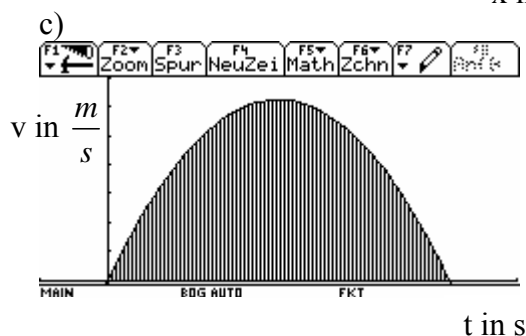 c)
F1 F2 Zoom F3 Spur F4 NeuZei F5 Math F6 Zchn F7
v in m/s
MAIN BOG AUTO FKT
t in s